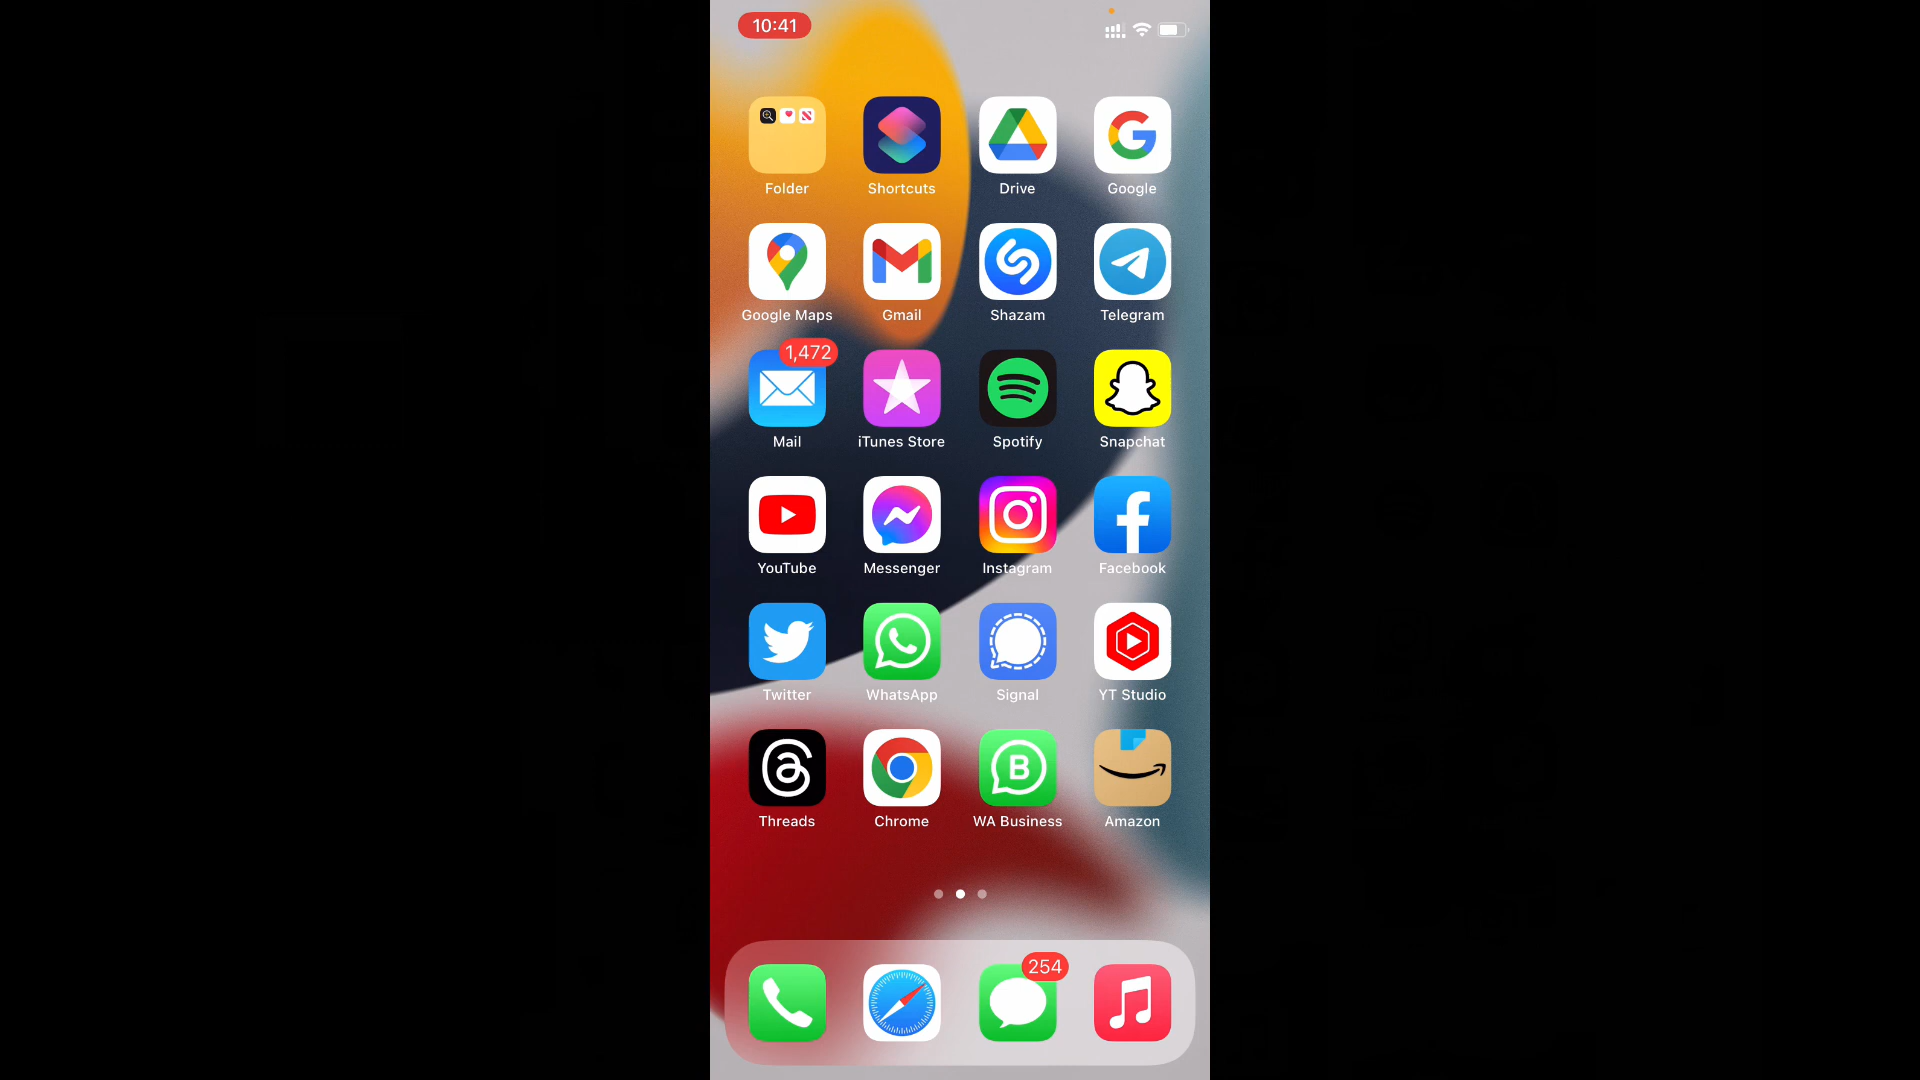 10:41
Folder Shortcuts Drive Google
Google Maps Gmail Shazam Telegram
1,472
Mail iTunes Store Spotify Snapchat
YouTube Messenger Instagram Facebook
Twitter WhatsApp Signal YT Studio
B
Threads Chrome WA Business Amazon
254